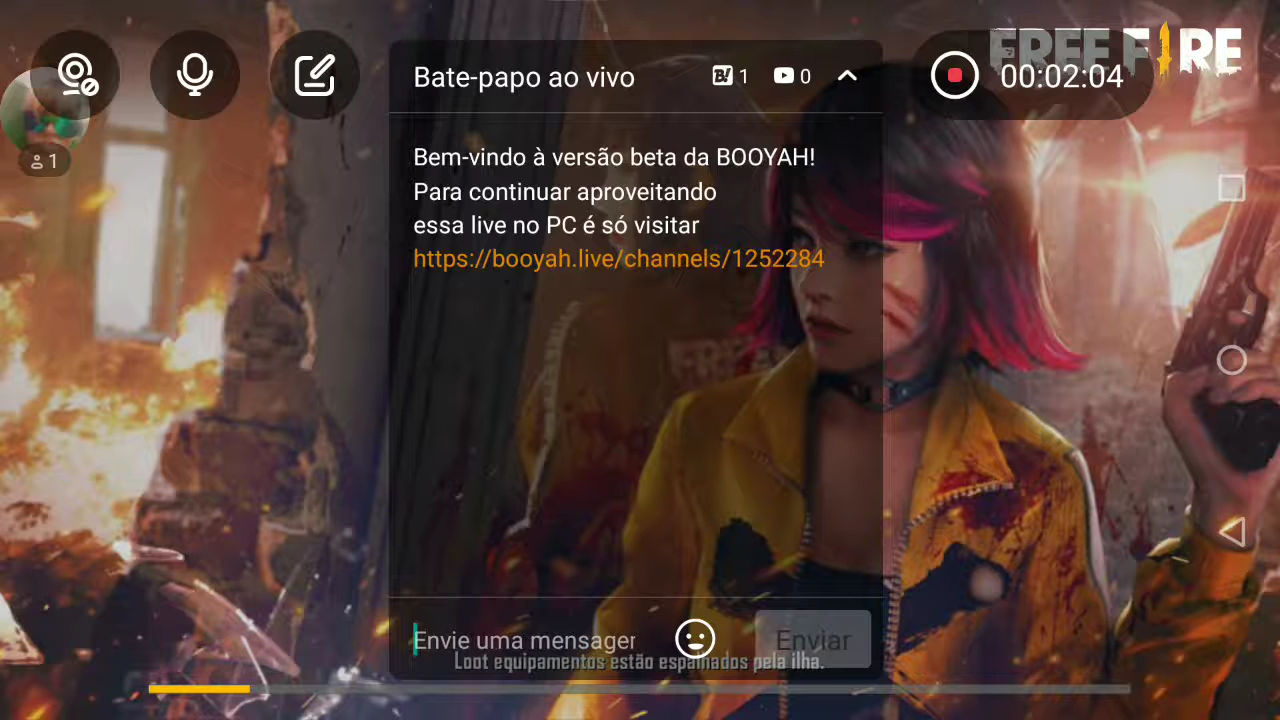 FREE FIRE
Bate-papo ao vivo
1
0
00:02:04
1
Bem-vindo à versão beta da BOOYAH!
Para continuar aproveitando
essa live no PC é só visitar
https://booyah.live/channels/1252284
FREE
Envie uma mensager
Enviar
Loot equipamentos estão espalhados pela ilha.